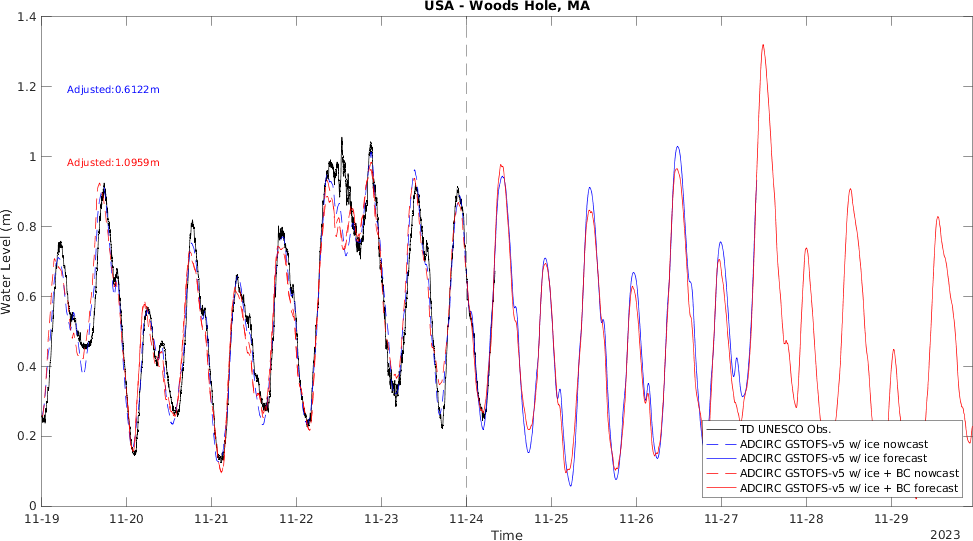 USA - Woods Hole, MA
1.4
1.2
1
0.8
0.6
0.4
0.2
0
Water Level (m)
Adjusted:0.6122m
Adjusted:1.0959m
TD UNESCO Obs.
ADCIRC GSTOFS-v5 w/ ice nowcast
ADCIRC GSTOFS-v5 w/ ice forecast
ADCIRC GSTOFS-v5 w/ ice + BC nowcast
ADCIRC GSTOFS-v5 w/ ice + BC forecast
11-19 11-20 11-21 11-22 11-23 11-24 11-25 11-26 11-27 11-28 11-29
Time
2023